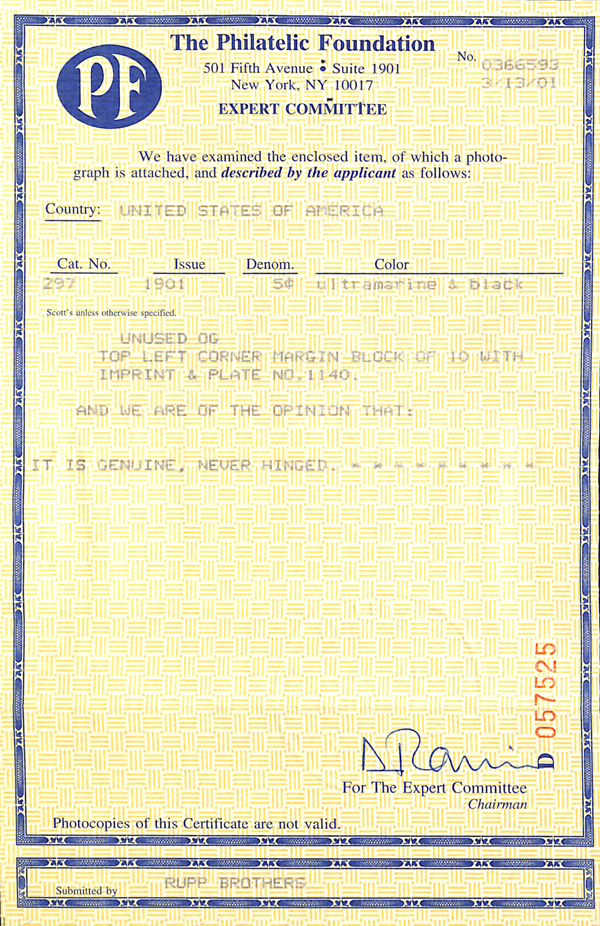 PF
The Philatelic Foundation
501 Fifth Avenue • Suite 1901
New York, NY 10017
EXPERT COMMITTEE
No. 0366593
3/13/01
We have examined the enclosed item, of which a photo-
graph is attached, and described by the applicant as follows:
Country: UNITED STATES OF AMERICA
Cat. No. Issue Denom. Color
297 1901 5¢ ultramarine & black
Scott's unless otherwise specified.
UNUSED OG
TOP LEFT CORNER MARGIN BLOCK OF 10 WITH
IMPRINT & PLATE NO.1140.
AND WE ARE OF THE OPINION THAT:
IT IS GENUINE, NEVER HINGED. * * * * * * * * *
D 057525
For The Expert Committee
Chairman
Photocopies of this Certificate are not valid.
Submitted by RUPP BROTHERS